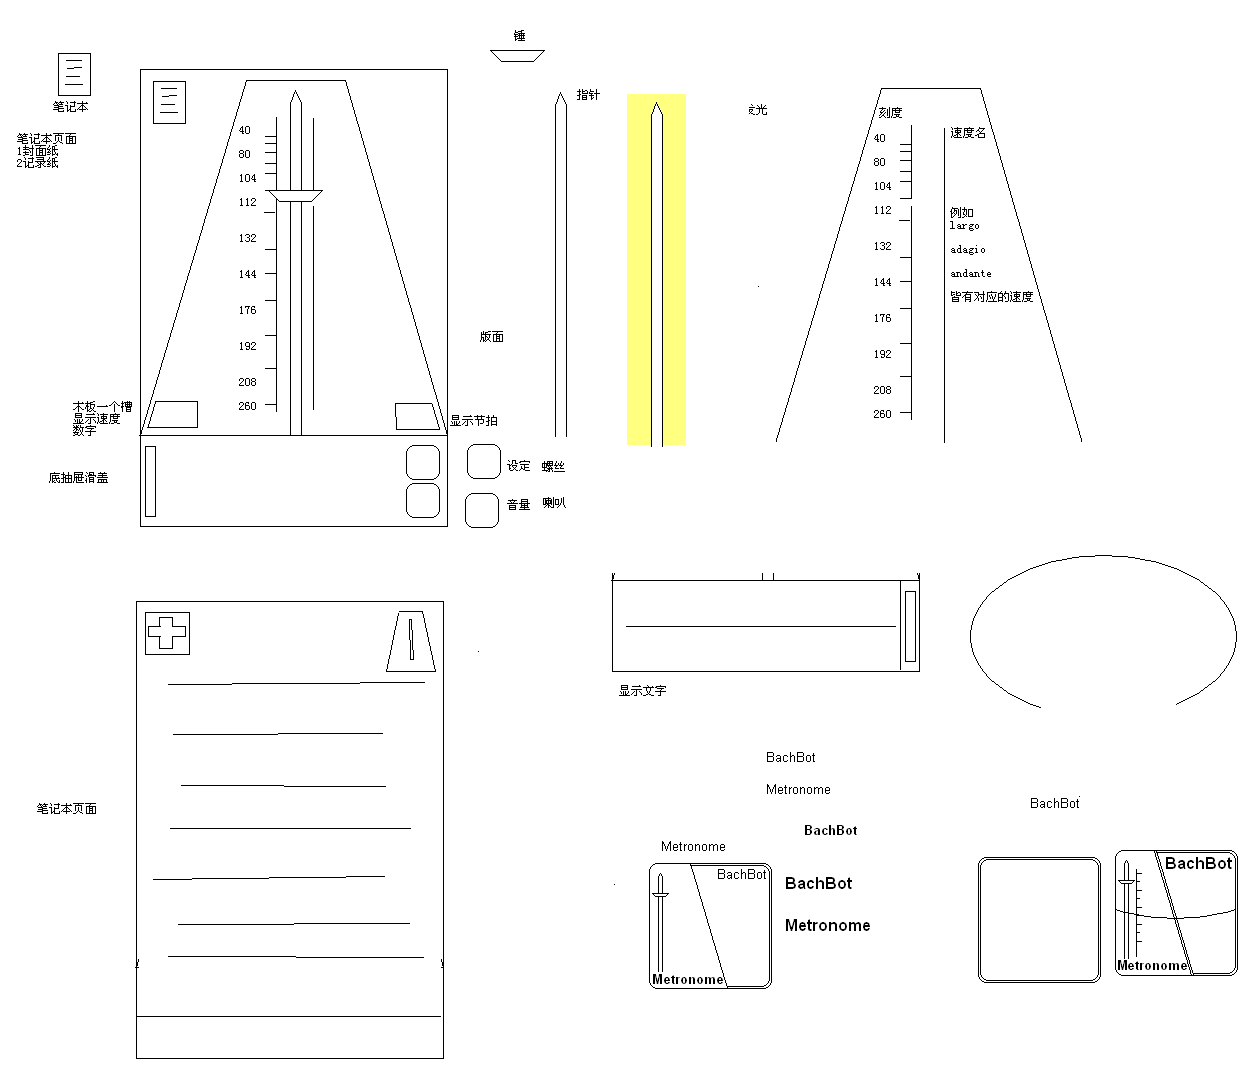 锤
笔记本
笔记本页面
1封面纸
2记录纸
40
80
104
112
132
144
176
192
208
260
木板一个槽
显示速度
数字
显示节拍
底抽屉滑盖
设定
音量
螺丝
喇叭
指针
版面
发光
刻度
40
80
104
112
132
144
176
192
208
260
速度名
例如
largo
adagio
andante
皆有对应的速度
笔记本页面
显示文字
BachBot
Metronome
BachBot
Metronome
BachBot
Metronome
BachBot
Metronome
BachBot
BachBot
Metronome